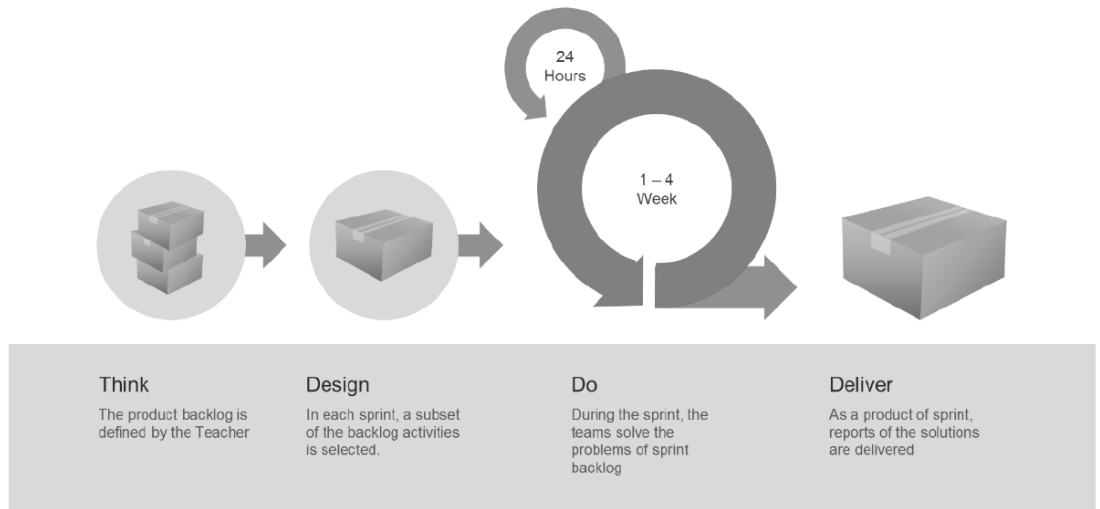 24
Hours
1 – 4
Week
Think
The product backlog is
defined by the Teacher
Design
In each sprint, a subset
of the backlog activities
is selected.
Do
During the sprint, the
teams solve the
problems of sprint
backlog
Deliver
As a product of sprint,
reports of the solutions
are delivered